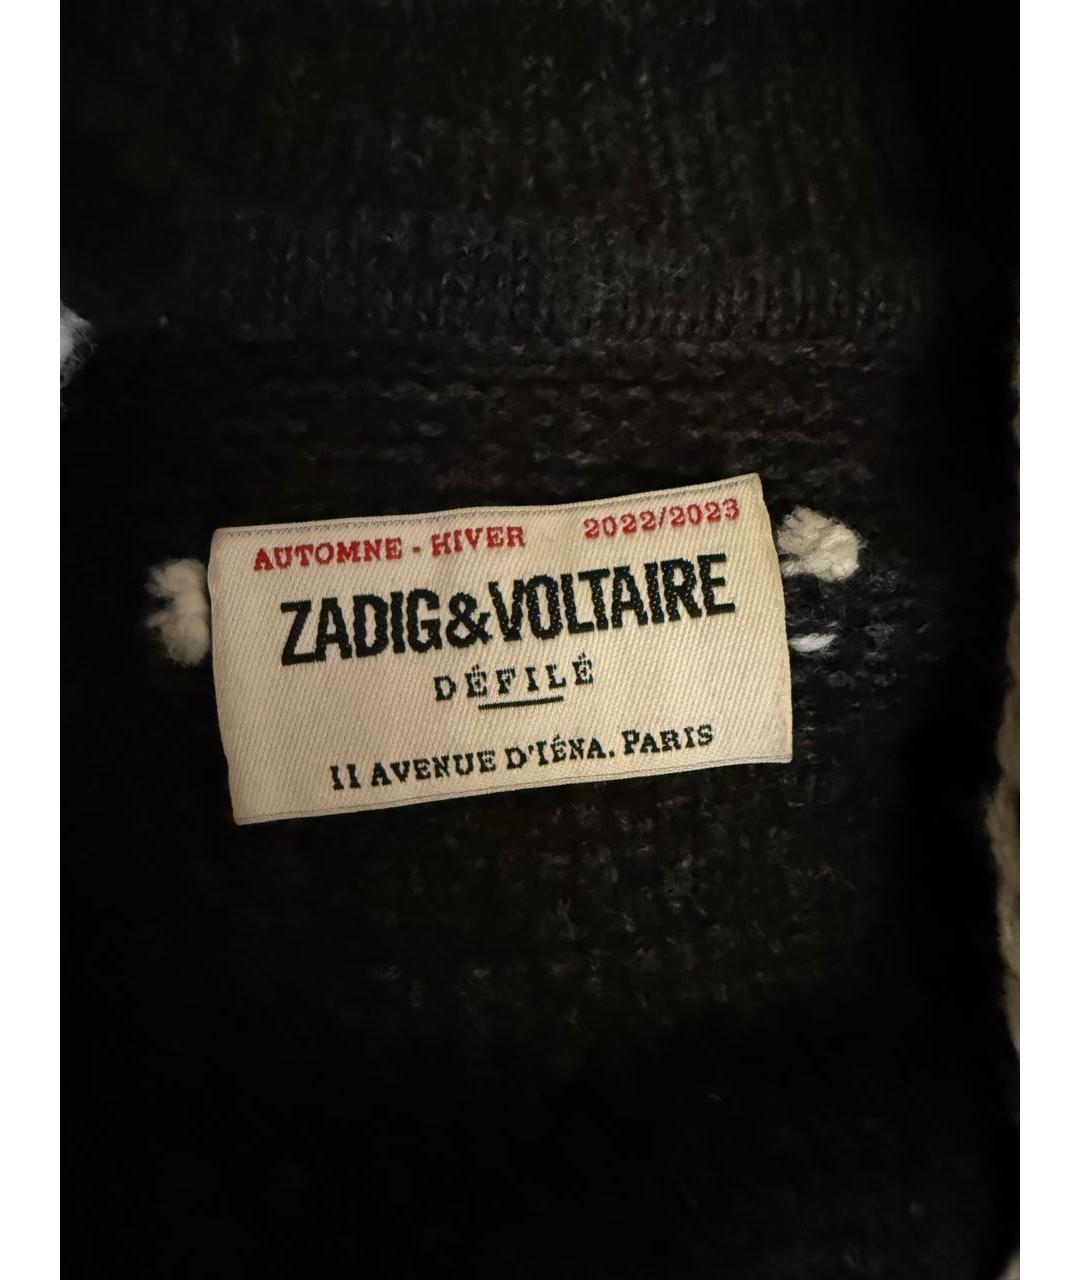 AUTOMNE - HIVER 2022/2023
ZADIG&VOLTAIRE
DÉFILÉ
11 AVENUE D'IÉNA. PARIS